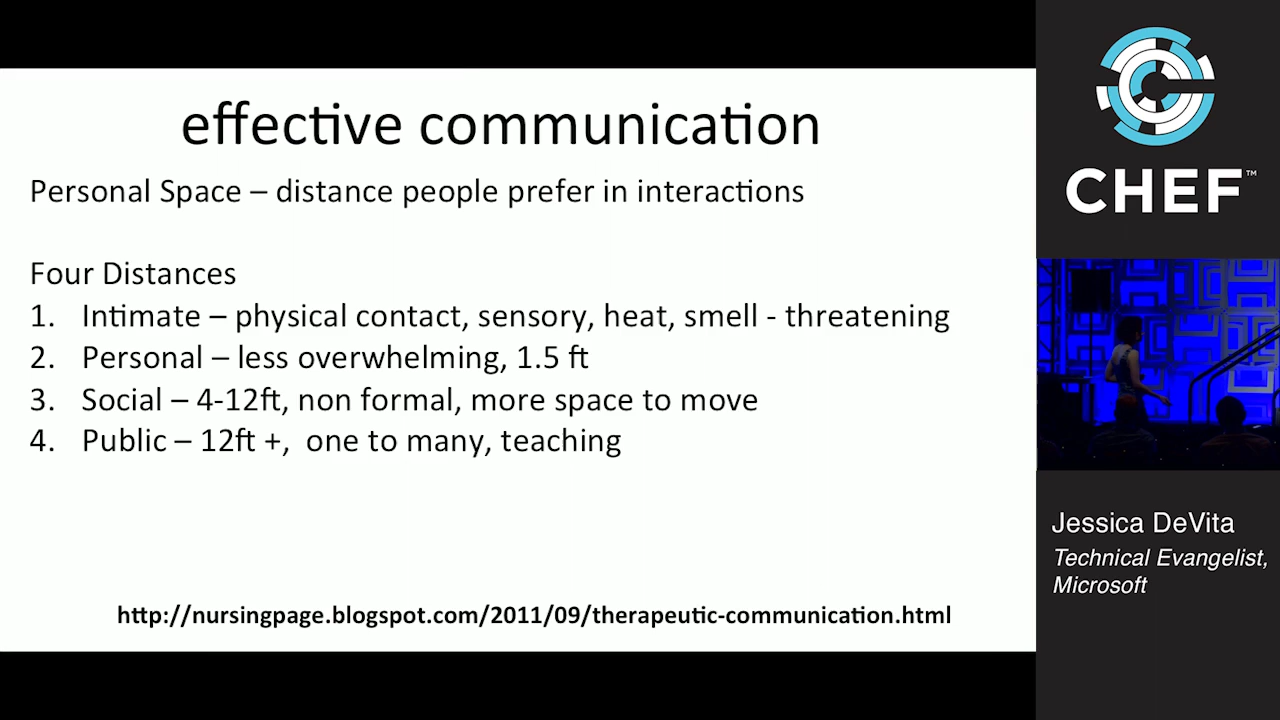 effective communication
Personal Space – distance people prefer in interactions
Four Distances
1. Intimate – physical contact, sensory, heat, smell - threatening
2. Personal – less overwhelming, 1.5 ft
3. Social – 4-12ft, non formal, more space to move
4. Public – 12ft +,  one to many, teaching
http://nursingpage.blogspot.com/2011/09/therapeutic-communication.html
CHEF™
Jessica DeVita
Technical Evangelist,
Microsoft